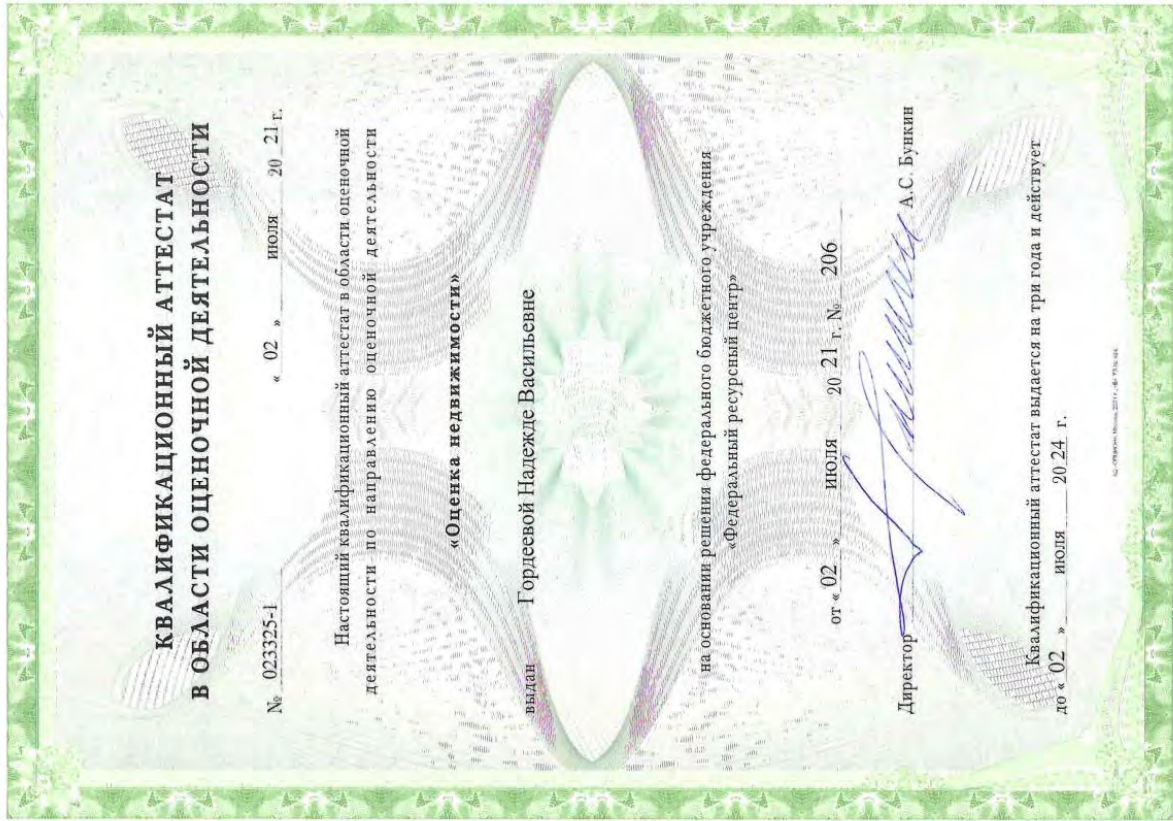 КВАЛИФИКАЦИОННЫЙ АТТЕСТАТ
В ОБЛАСТИ ОЦЕНОЧНОЙ ДЕЯТЕЛЬНОСТИ
№ 023325-1 « 02 » июля 20 21 г.
Настоящий квалификационный аттестат в области оценочной
деятельности по направлению оценочной деятельности
«Оценка недвижимости»
выдан Гордеевой Надежде Васильевне
на основании решения федерального бюджетного учреждения
«Федеральный ресурсный центр»
от « 02 » июля 20 21 г. № 206
Директор А.С. Бункин
Квалификационный аттестат выдается на три года и действует
до « 02 » июля 20 24 г.